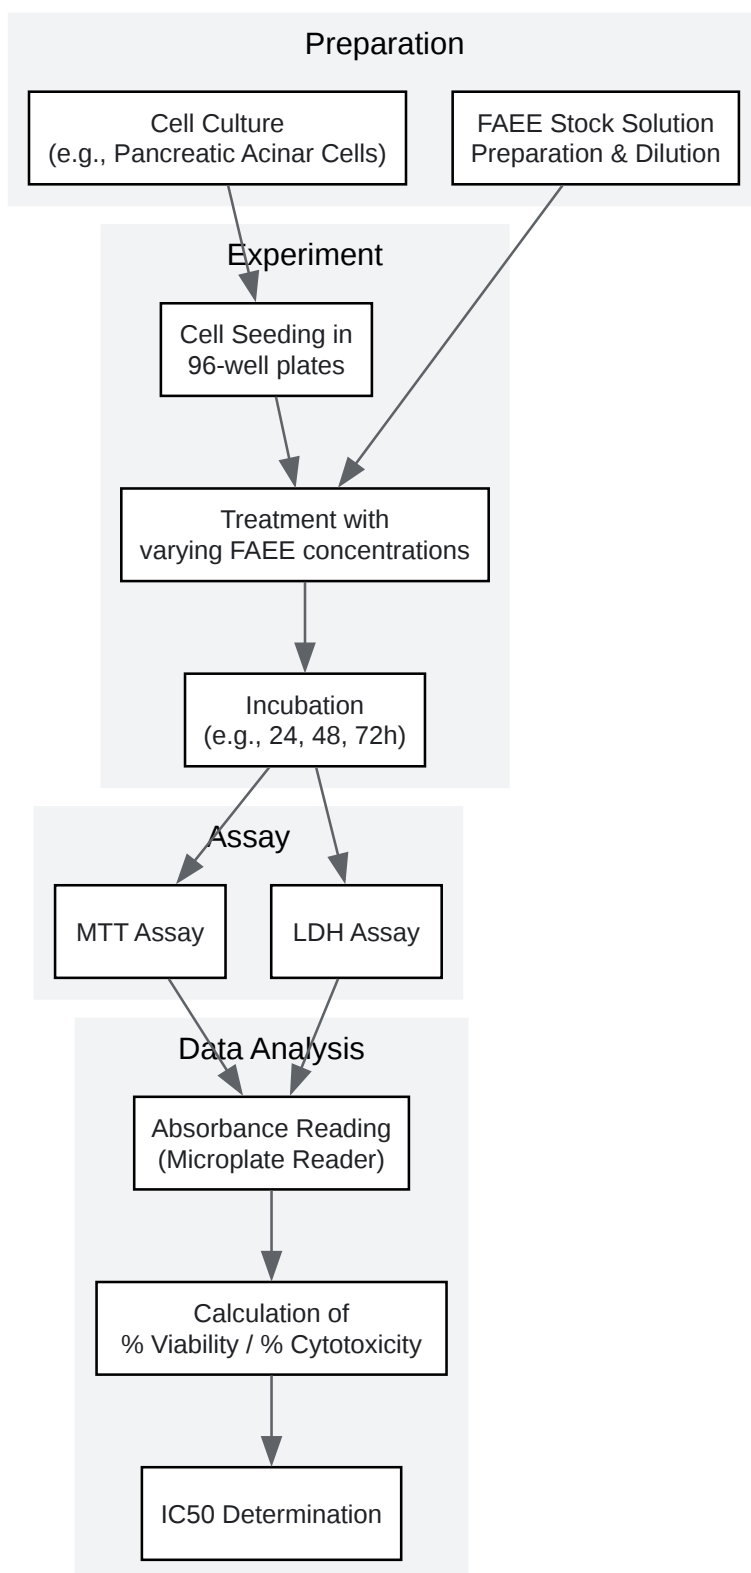 Preparation
Cell Culture
(e.g., Pancreatic Acinar Cells)
FAEE Stock Solution
Preparation & Dilution
Experiment
Cell Seeding in
96-well plates
Treatment with
varying FAEE concentrations
Incubation
(e.g., 24, 48, 72h)
Assay
MTT Assay
LDH Assay
Data Analysis
Absorbance Reading
(Microplate Reader)
Calculation of
% Viability / % Cytotoxicity
IC50 Determination